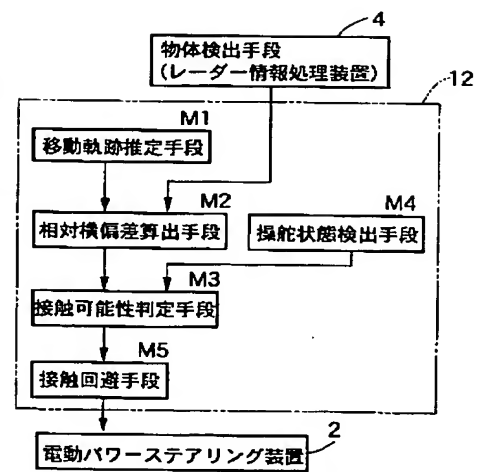 4
物体検出手段
(レーダー情報処理装置)
12
M1
移動軌跡推定手段
M2
相対横偏差算出手段
M4
操舵状態検出手段
M3
接触可能性判定手段
M5
接触回避手段
2
電動パワーステアリング装置